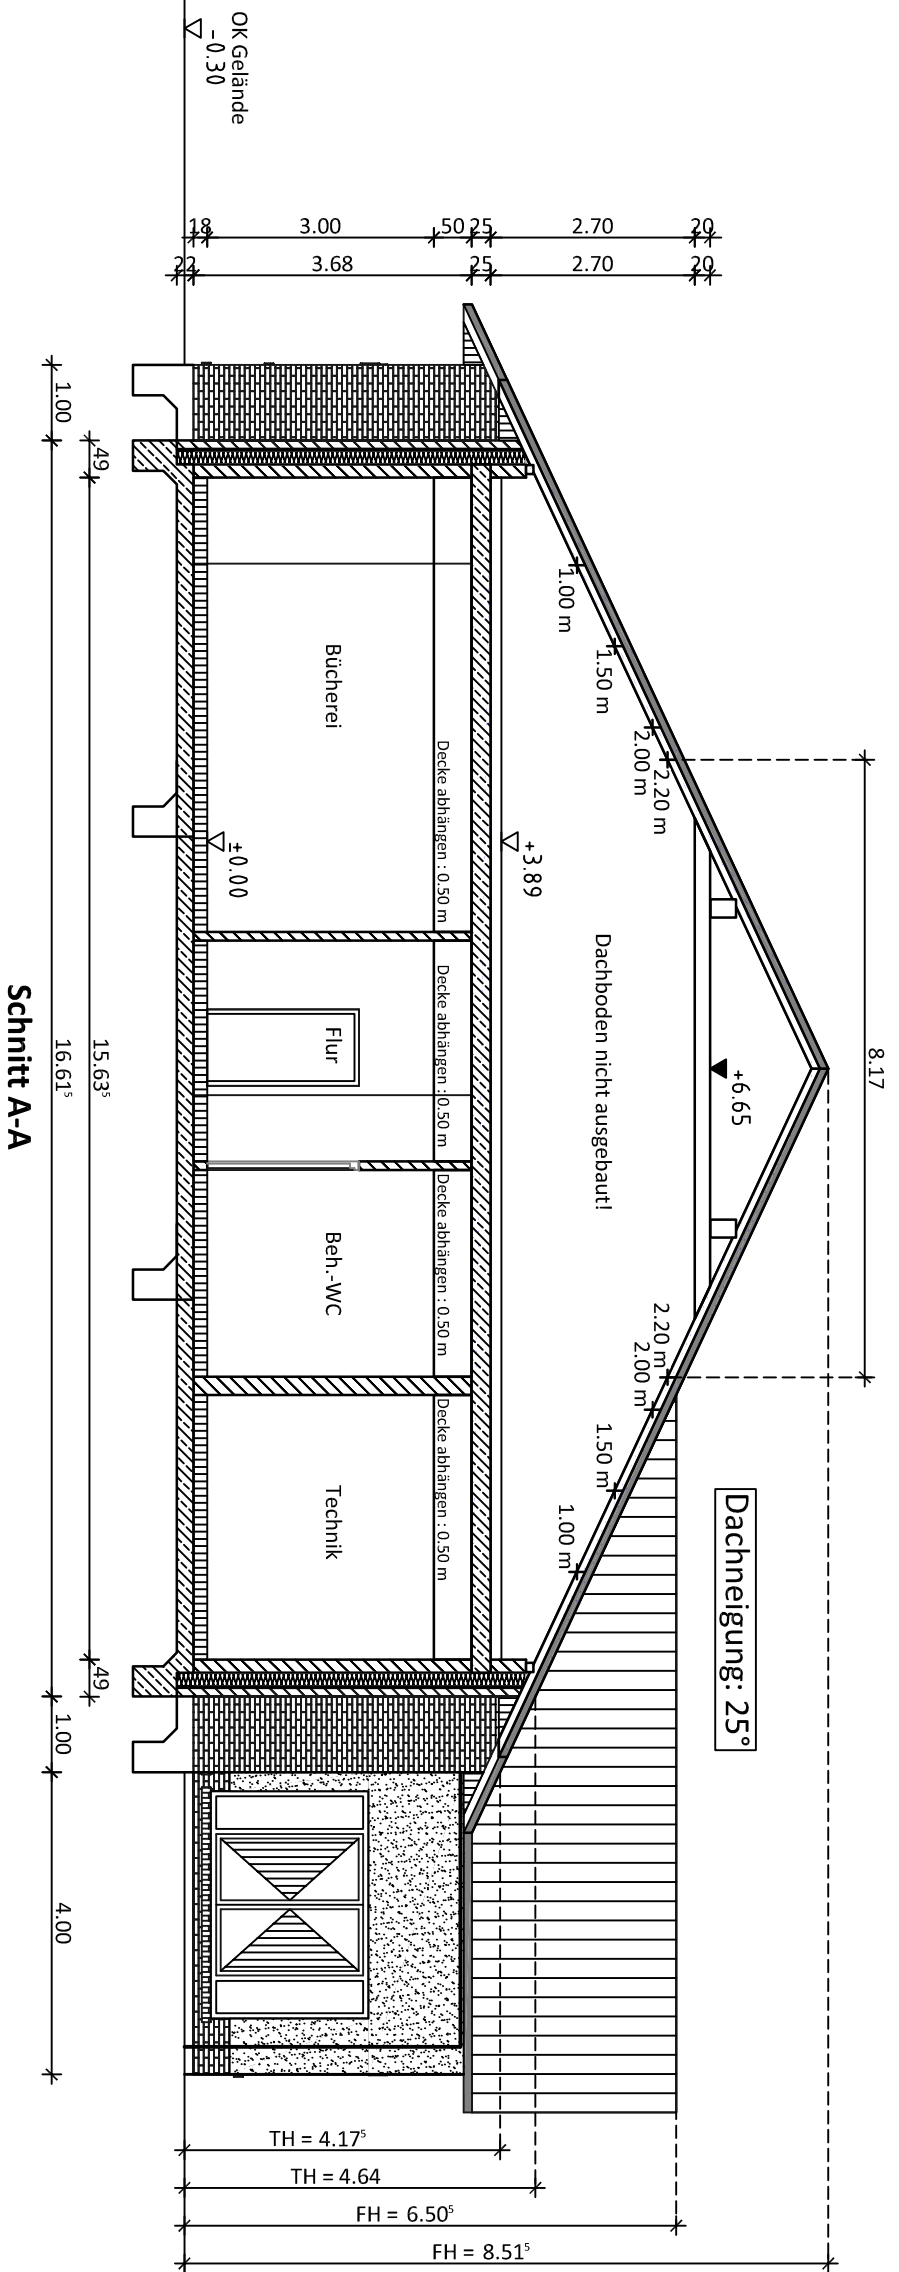 8.17
Dachneigung: 25°
+6.65
2.20 m
2.00 m
1.50 m
1.00 m
2.20 m
2.00 m
1.50 m
1.00 m
Dachboden nicht ausgebaut!
+3.89
Decke abhängen : 0.50 m
Decke abhängen : 0.50 m
Decke abhängen : 0.50 m
Decke abhängen : 0.50 m
Bücherei
Flur
Beh.-WC
Technik
±0.00
OK Gelände
-0.30
20
2.70
25
50
3.00
18
20
2.70
25
3.68
22
TH = 4.17⁵
TH = 4.64
FH = 6.50⁵
FH = 8.51⁵
49
15.63⁵
49
1.00
16.61⁵
1.00
4.00
Schnitt A-A